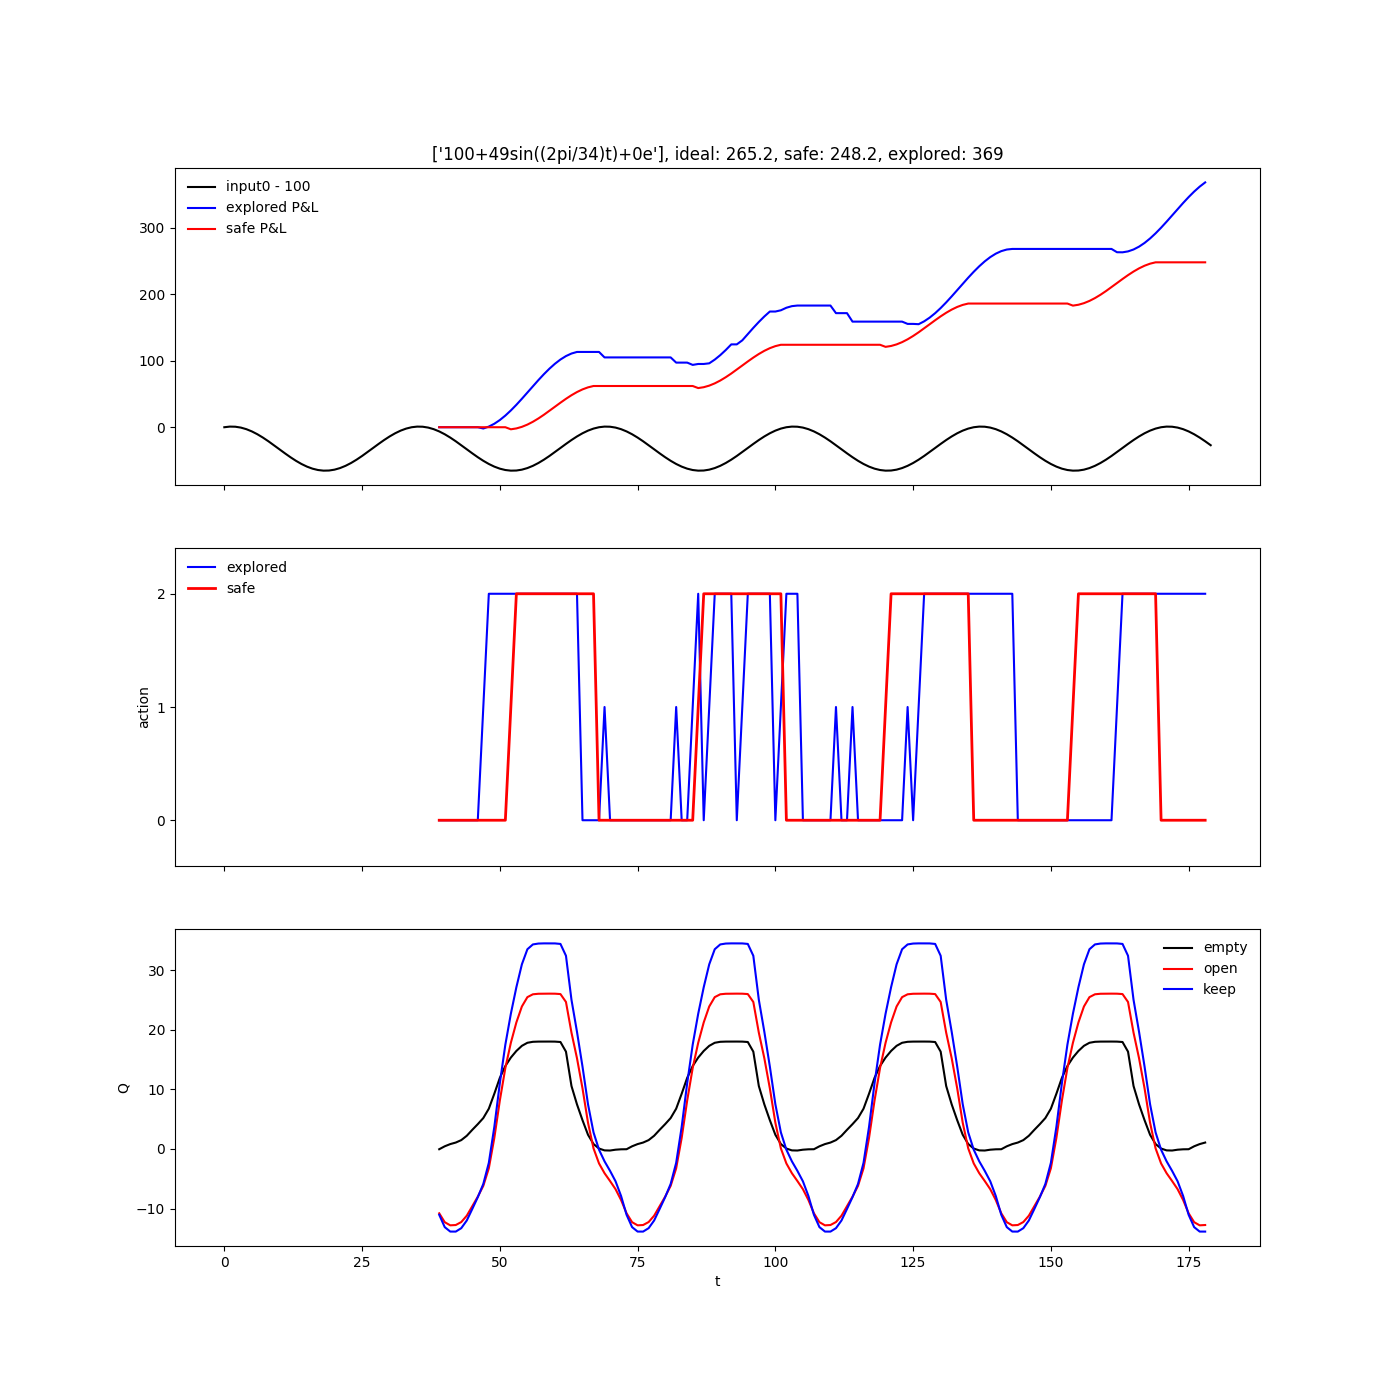 ['100+49sin((2pi/34)t)+0e'], ideal: 265.2, safe: 248.2, explored: 369
input0 - 100
explored P&L
safe P&L
300
200
100
0
explored
safe
2
1
0
action
empty
open
keep
30
20
10
0
−10
Q
0 25 50 75 100 125 150 175
t